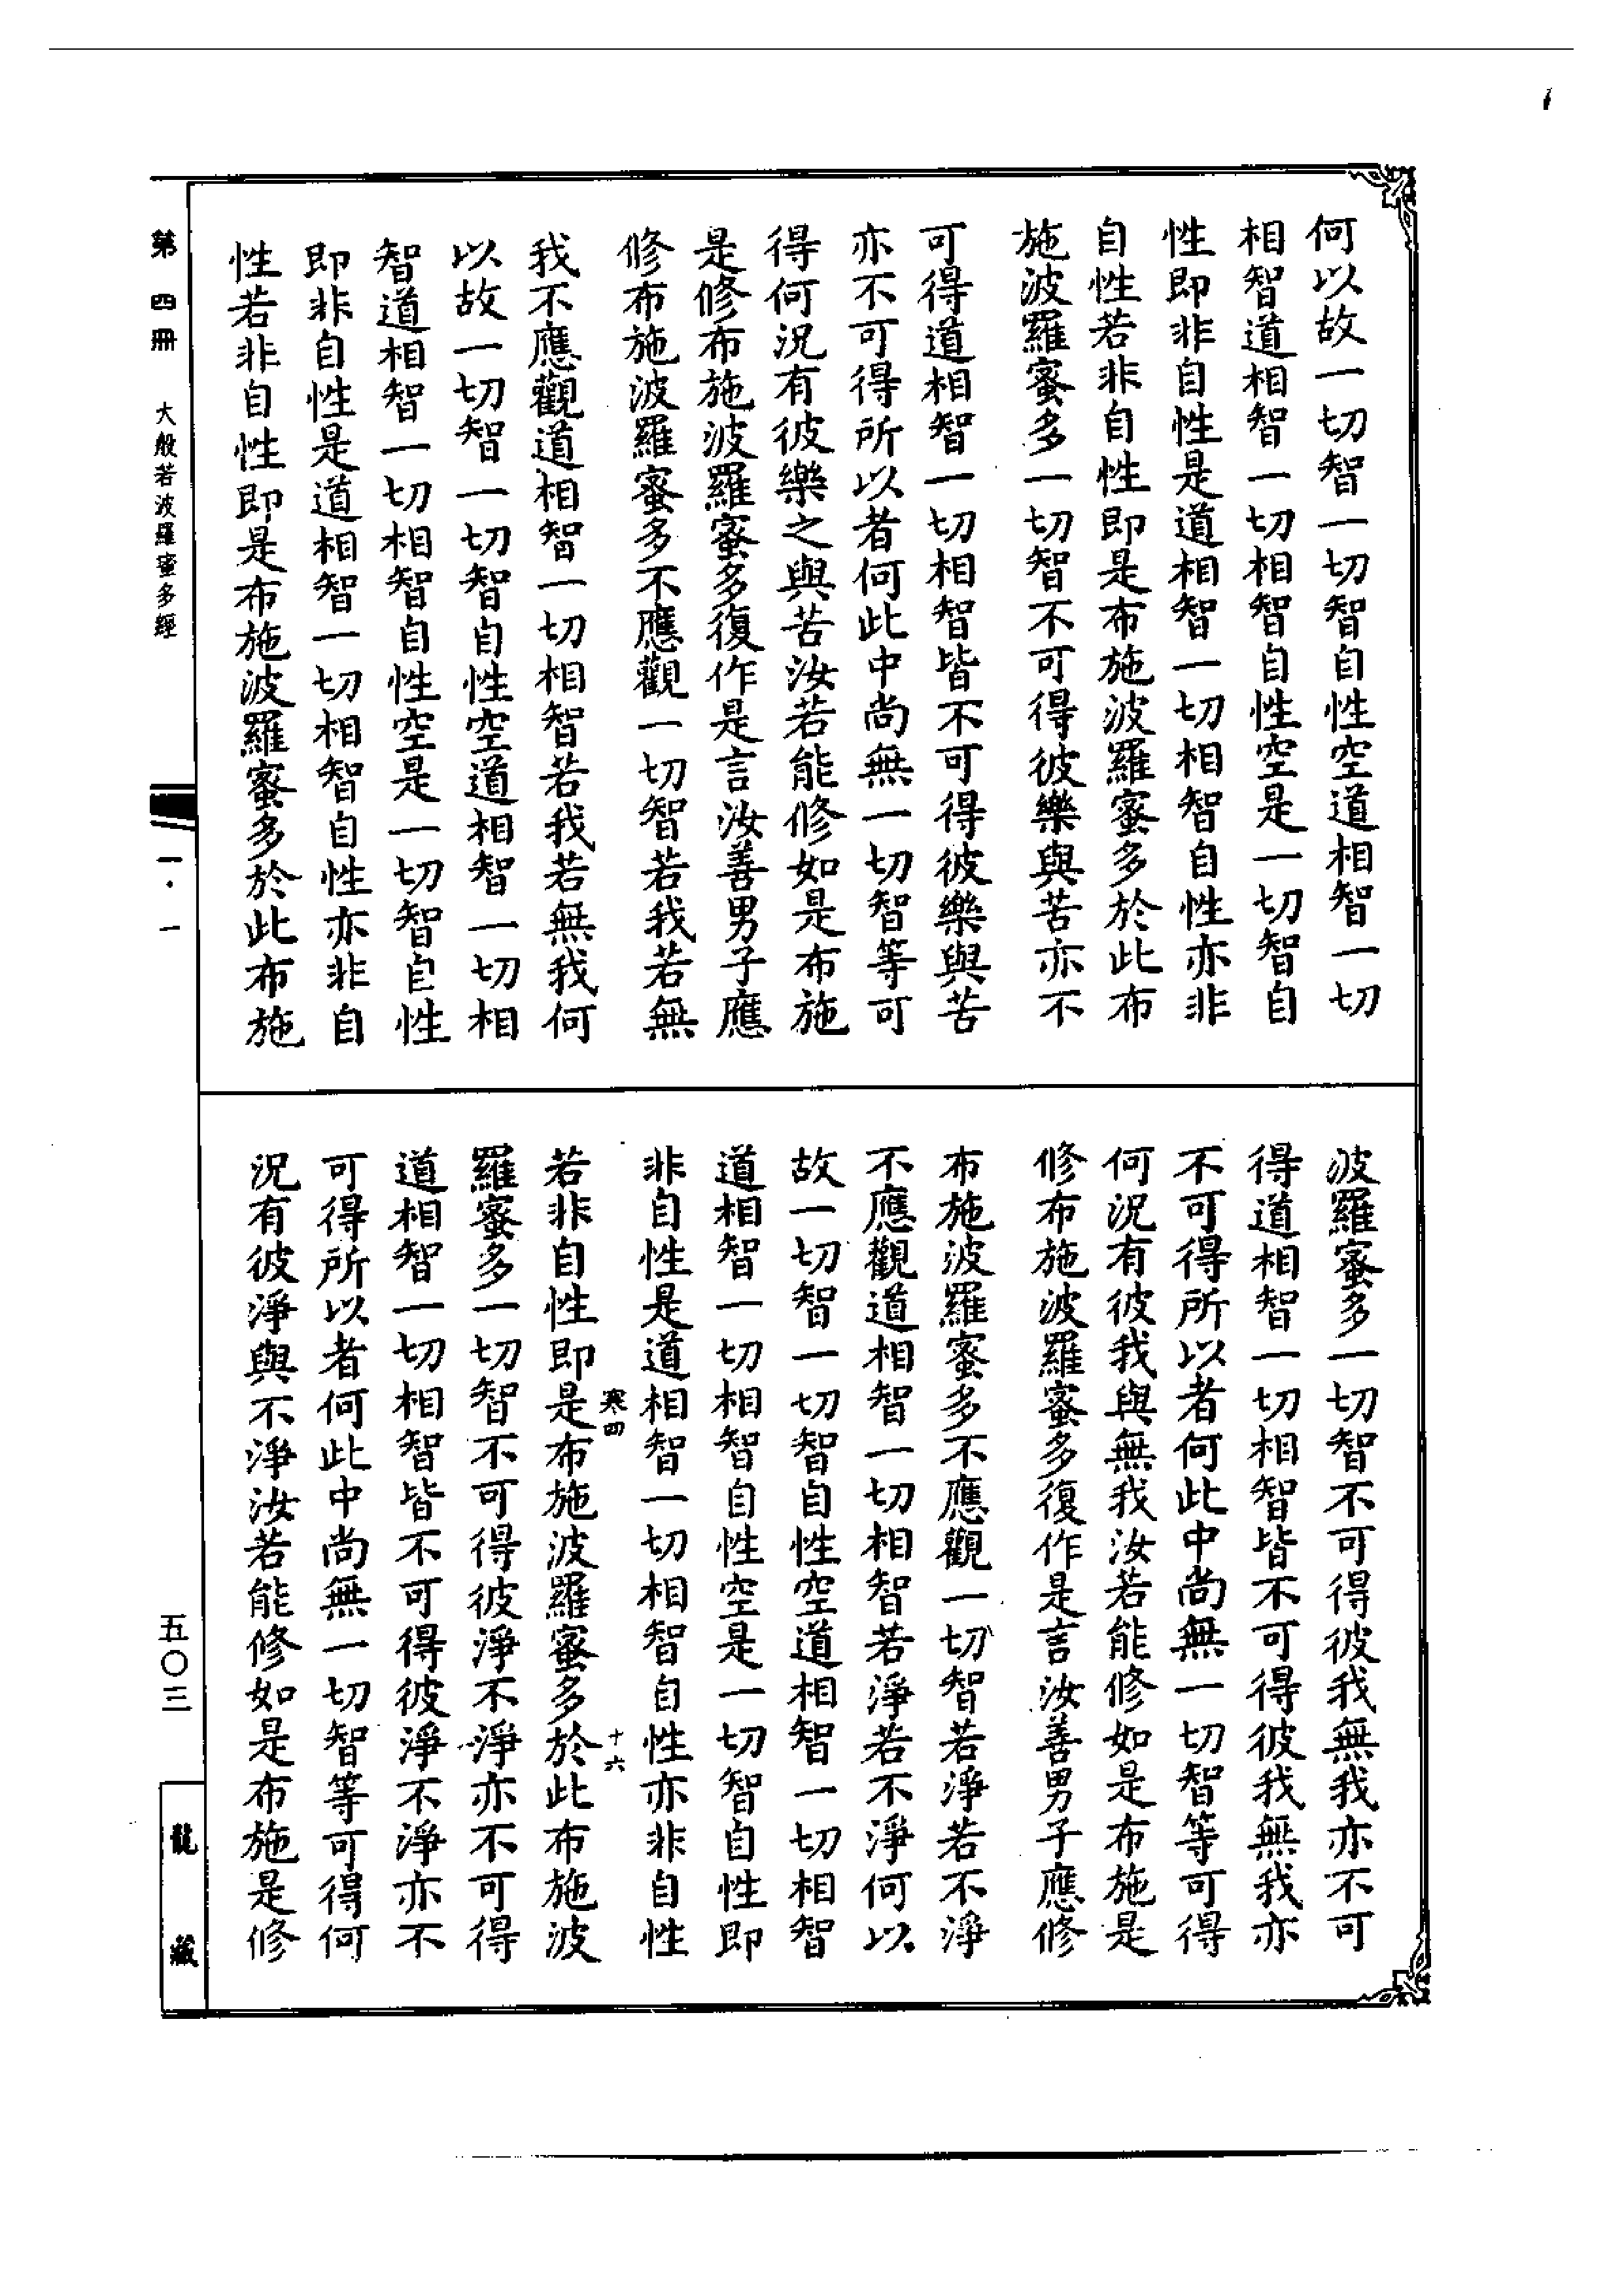 何以故一切智一切智自性空道相智一切
相智道相智一切相智自性空是一切智自
性即非自性是道相智一切相智自性亦非
自性若非自性即是布施波羅蜜多於此布
施波羅蜜多一切智不可得彼樂與苦亦不
可得道相智一切相智皆不可得彼樂與苦
亦不可得所以者何此中尚無一切智等可
得何況有彼樂之與苦汝若能修如是布施
是修布施波羅蜜多復作是言汝善男子應
修布施波羅蜜多不應觀一切智若我若無
我不應觀道相智一切相智若我若無我何
以故一切智一切智自性空道相智一切相
智道相智一切相智自性空是一切智自性
即非自性是道相智一切相智自性亦非自
性若非自性即是布施波羅蜜多於此布施
波羅蜜多一切智不可得彼我無我亦不可
得道相智一切相智皆不可得彼我無我亦
不可得所以者何此中尚無一切智等可得
何況有彼我與無我汝若能修如是布施是
修布施波羅蜜多復作是言汝善男子應修
布施波羅蜜多不應觀一切智若淨若不淨
不應觀道相智一切相智若淨若不淨何以
故一切智一切智自性空道相智一切相智
道相智一切相智自性空是一切智自性即
非自性是道相智一切相智自性亦非自性
寒四 十六
若非自性即是布施波羅蜜多於此布施波
羅蜜多一切智不可得彼淨不淨亦不可得
道相智一切相智皆不可得彼淨不淨亦不
可得所以者何此中尚無一切智等可得何
況有彼淨與不淨汝若能修如是布施是修
第四冊 大般若波羅蜜多經 一·一 五〇三 龍藏